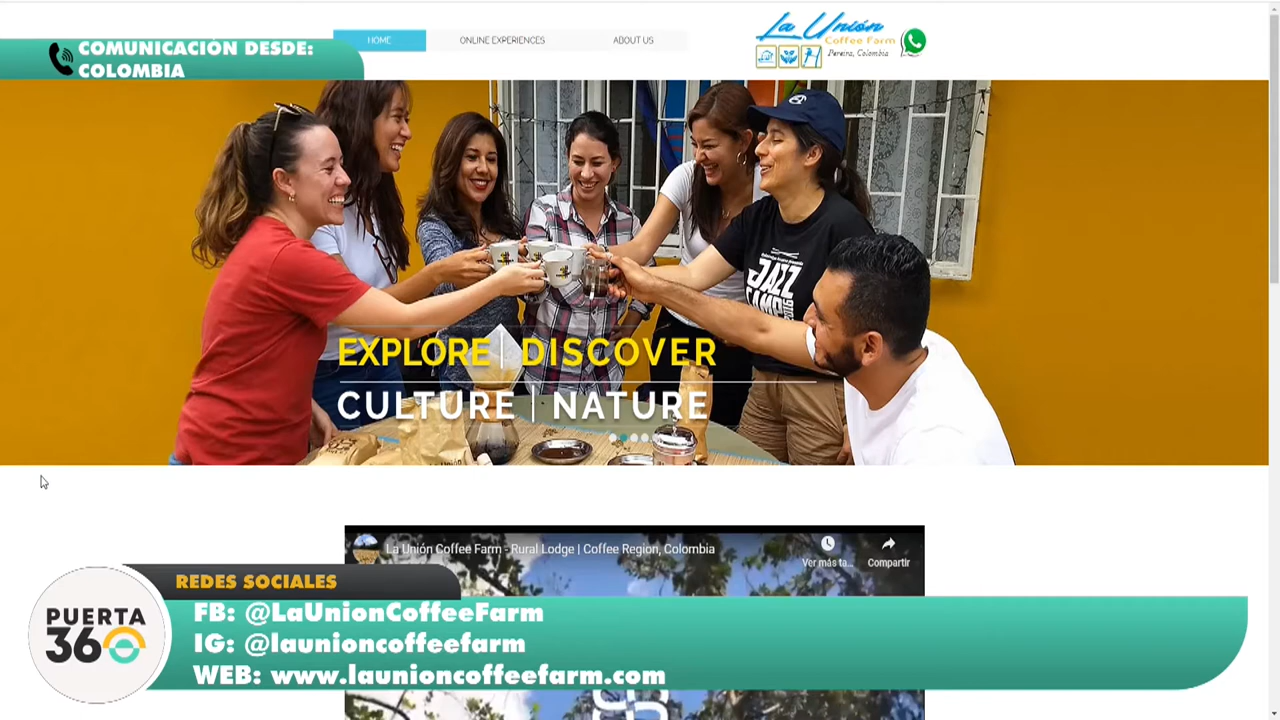 COMUNICACIÓN DESDE:
COLOMBIA
HOME
ONLINE EXPERIENCES
ABOUT US
La Unión
Coffee Farm
Pereira, Colombia
JAZZ
CAMP
EXPLORE | DISCOVER
CULTURE | NATURE
La Unión Coffee Farm - Rural Lodge | Coffee Region, Colombia
Ver más ta...
Compartir
REDES SOCIALES
PUERTA
360
FB: @LaUnionCoffeeFarm
IG: @launioncoffeefarm
WEB: www.launioncoffeefarm.com